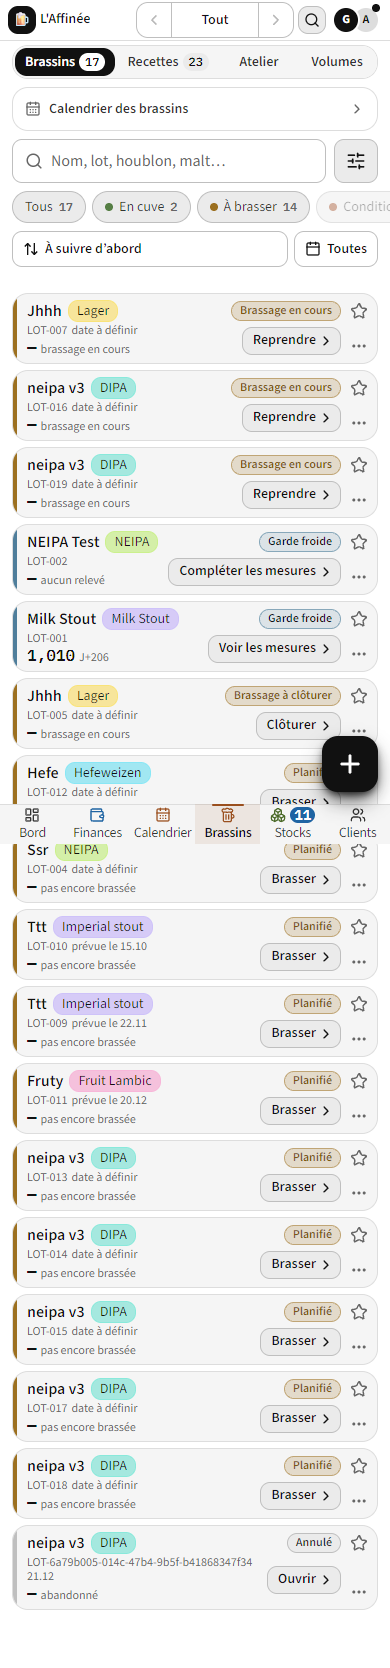 L'Affinée
Tout
G
A
Brassins 17
Recettes 23
Atelier
Volumes
Calendrier des brassins
Nom, lot, houblon, malt…
Tous 17
En cuve 2
À brasser 14
Conditio
À suivre d'abord
Toutes
Jhhh Lager
Brassage en cours
LOT-007 date à définir
Reprendre
brassage en cours
neipa v3 DIPA
Brassage en cours
LOT-016 date à définir
Reprendre
brassage en cours
neipa v3 DIPA
Brassage en cours
LOT-019 date à définir
Reprendre
brassage en cours
NEIPA Test NEIPA
Garde froide
LOT-002
Compléter les mesures
aucun relevé
Milk Stout Milk Stout
Garde froide
LOT-001
Voir les mesures
1,010 J+206
Jhhh Lager
Brassage à clôturer
LOT-005 date à définir
Clôturer
brassage en cours
Hefe Hefeweizen
Planif
LOT-012 date à définir
Brasser
Bord
Finances
Calendrier
Brassins
11
Stocks
Clients
Ssr NEIPA
Planifié
LOT-004 date à définir
Brasser
pas encore brassée
Ttt Imperial stout
Planifié
LOT-010 prévue le 15.10
Brasser
pas encore brassée
Ttt Imperial stout
Planifié
LOT-009 prévue le 22.11
Brasser
pas encore brassée
Fruty Fruit Lambic
Planifié
LOT-011 prévue le 20.12
Brasser
pas encore brassée
neipa v3 DIPA
Planifié
LOT-013 date à définir
Brasser
pas encore brassée
neipa v3 DIPA
Planifié
LOT-014 date à définir
Brasser
pas encore brassée
neipa v3 DIPA
Planifié
LOT-015 date à définir
Brasser
pas encore brassée
neipa v3 DIPA
Planifié
LOT-017 date à définir
Brasser
pas encore brassée
neipa v3 DIPA
Planifié
LOT-018 date à définir
Brasser
pas encore brassée
neipa v3 DIPA
Annulé
LOT-6a79b005-014c-47b4-9b5f-b41868347f34
21.12
Ouvrir
abandonné